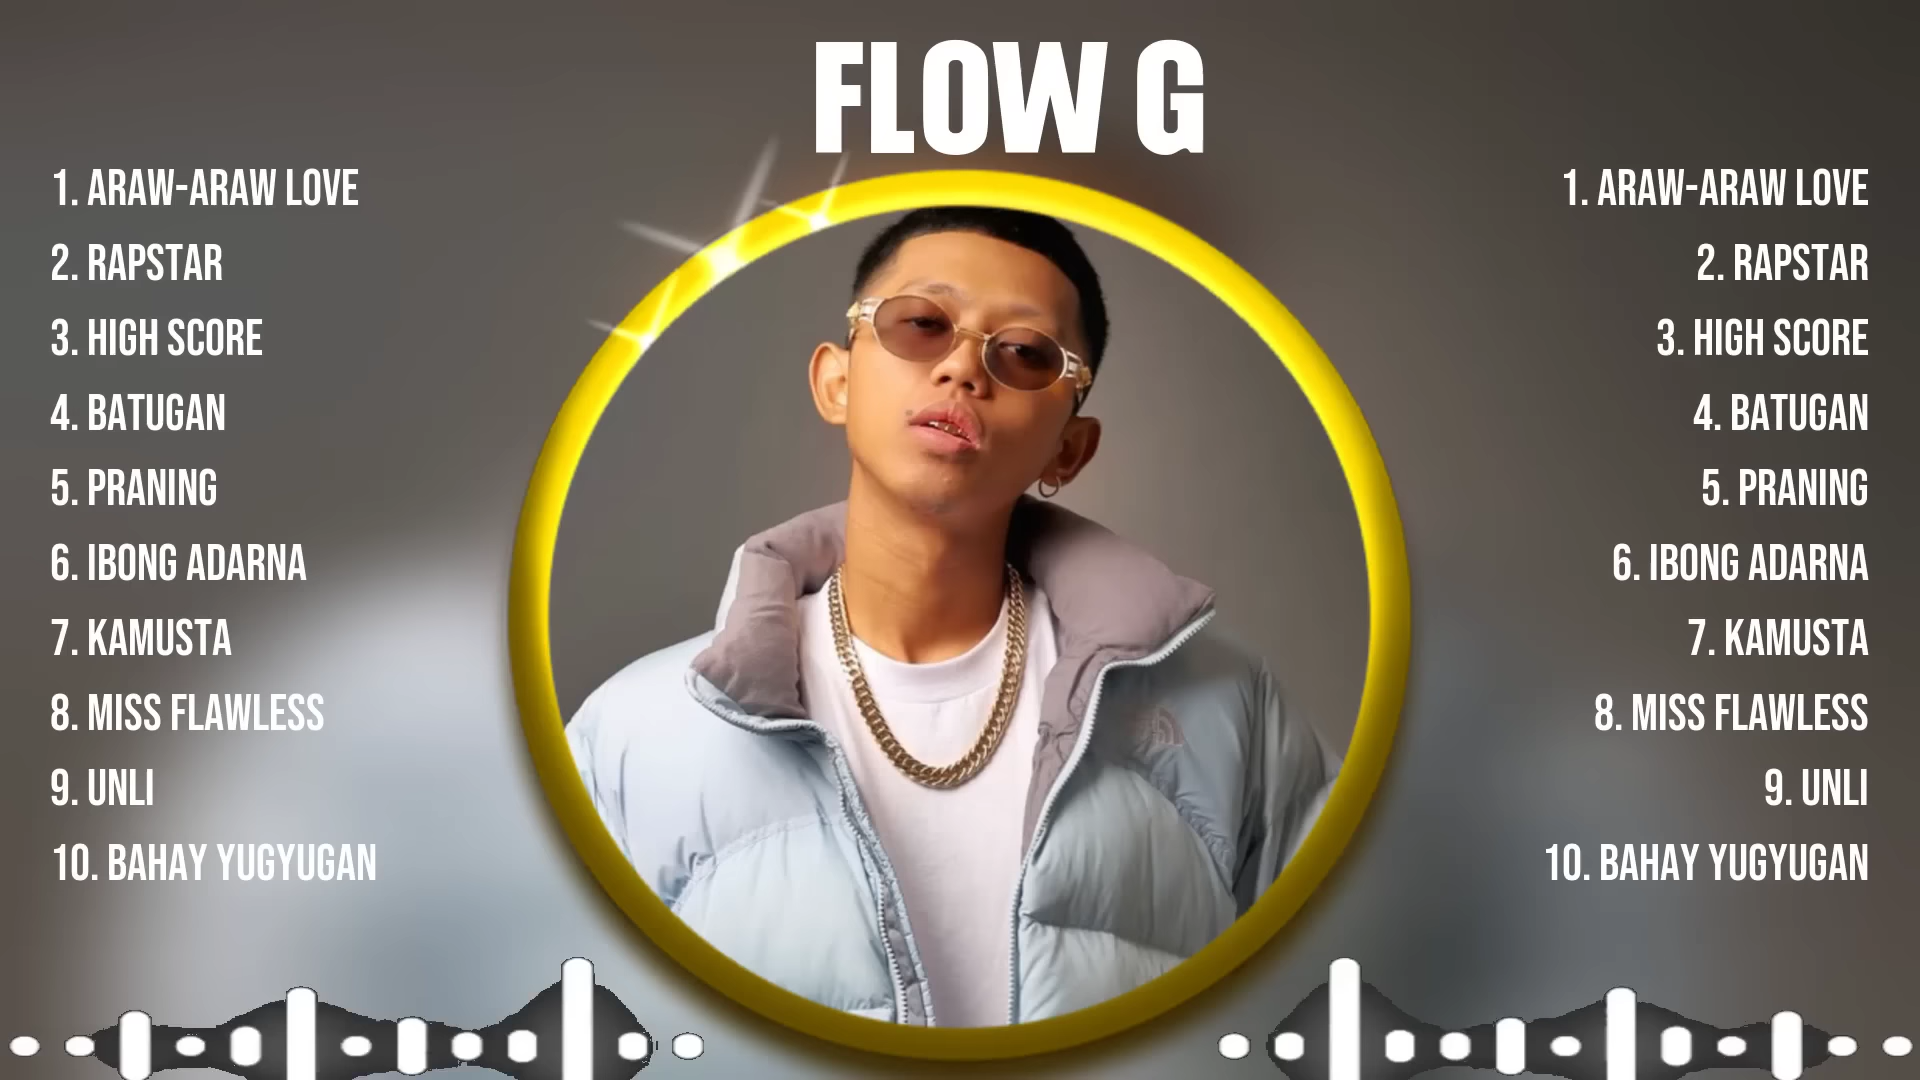 FLOW G
1. ARAW-ARAW LOVE
2. RAPSTAR
3. HIGH SCORE
4. BATUGAN
5. PRANING
6. IBONG ADARNA
7. KAMUSTA
8. MISS FLAWLESS
9. UNLI
10. BAHAY YUGYUGAN
1. ARAW-ARAW LOVE
2. RAPSTAR
3. HIGH SCORE
4. BATUGAN
5. PRANING
6. IBONG ADARNA
7. KAMUSTA
8. MISS FLAWLESS
9. UNLI
10. BAHAY YUGYUGAN